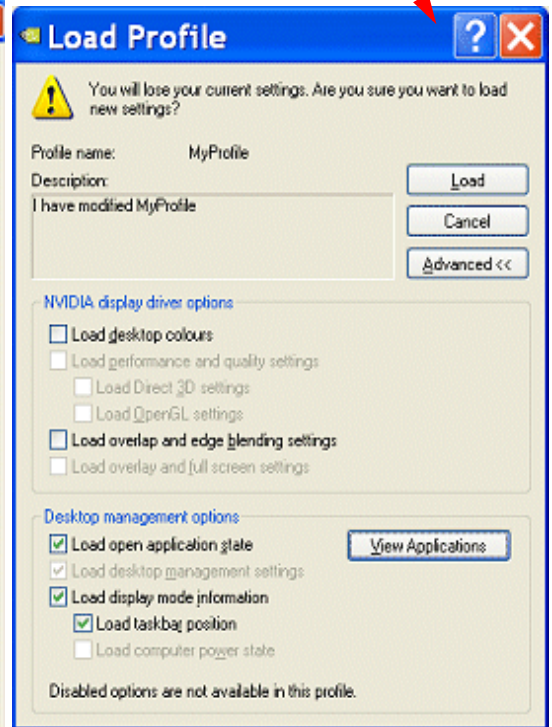 Load Profile
You will lose your current settings. Are you sure you want to load
new settings?
Profile name: MyProfile
Description:
I have modified MyProfile
Load
Cancel
Advanced <<
NVIDIA display driver options
Load desktop colours
Load performance and quality settings
Load Direct 3D settings
Load OpenGL settings
Load overlap and edge blending settings
Load overlay and full screen settings
Desktop management options
Load open application state
View Applications
Load desktop management settings
Load display mode information
Load taskbar position
Load computer power state
Disabled options are not available in this profile.